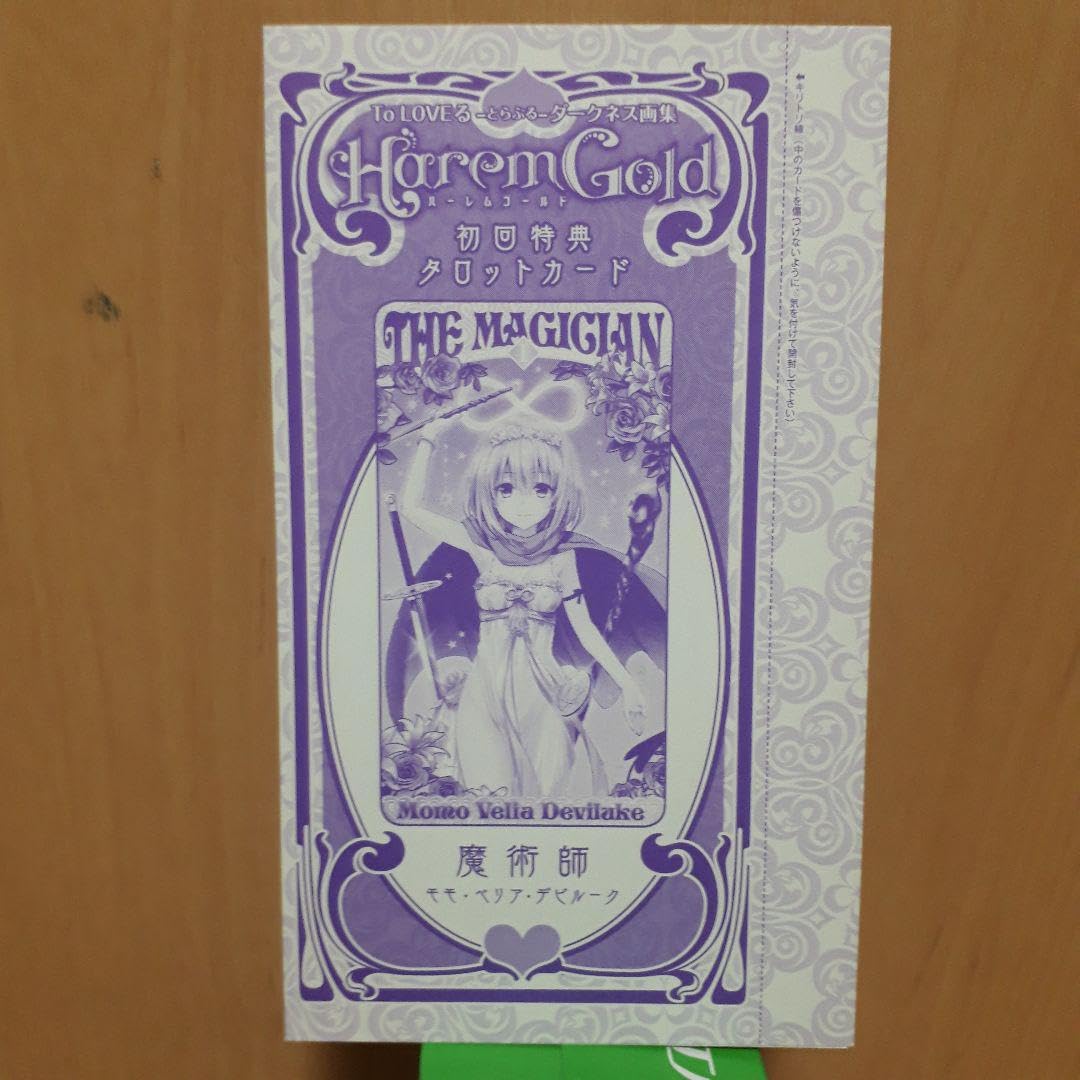 To LOVEる -とらぶる- ダークネス画集
Harem Gold
ハーレムゴールド
初回特典
タロットカード
THE MAGICIAN
I
Momo Velia Deviluke
魔術師
モモ・ベリア・デビルーク
⬅キリトリ線(中のカードを傷つけないように、気を付けて開封して下さい)